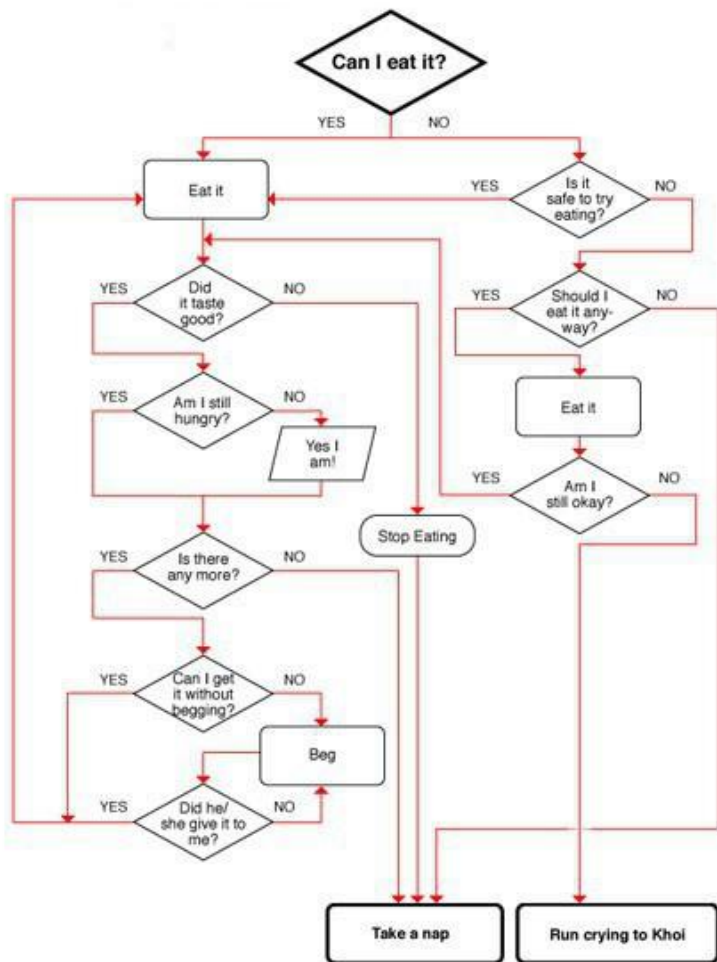 Can I eat it?
YES
NO
Eat it
YES
Is it
safe to try
eating?
NO
YES
Did
it taste
good?
NO
YES
Should I
eat it any-
way?
NO
YES
Am I still
hungry?
NO
Yes I
am!
Eat it
YES
Am I
still okay?
NO
Stop Eating
YES
Is there
any more?
NO
YES
Can I get
it without
begging?
NO
Beg
YES
Did he/
she give it to
me?
NO
Take a nap
Run crying to Khoi